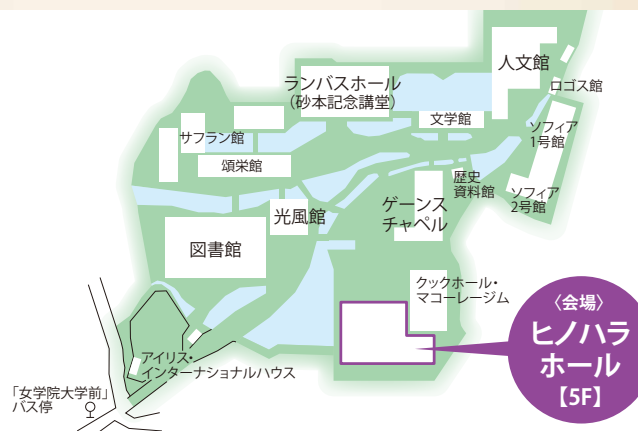 人文館
ランバスホール
(砂本記念講堂)
ロゴス館
文学館
ソフィア
1号館
サフラン館
頌栄館
歴史
資料館
ソフィア
2号館
ゲーンス
チャペル
光風館
図書館
クックホール・
マコーレージム
〈会場〉
ヒノハラ
ホール
【5F】
アイリス・
インターナショナルハウス
「女学院大学前」
バス停